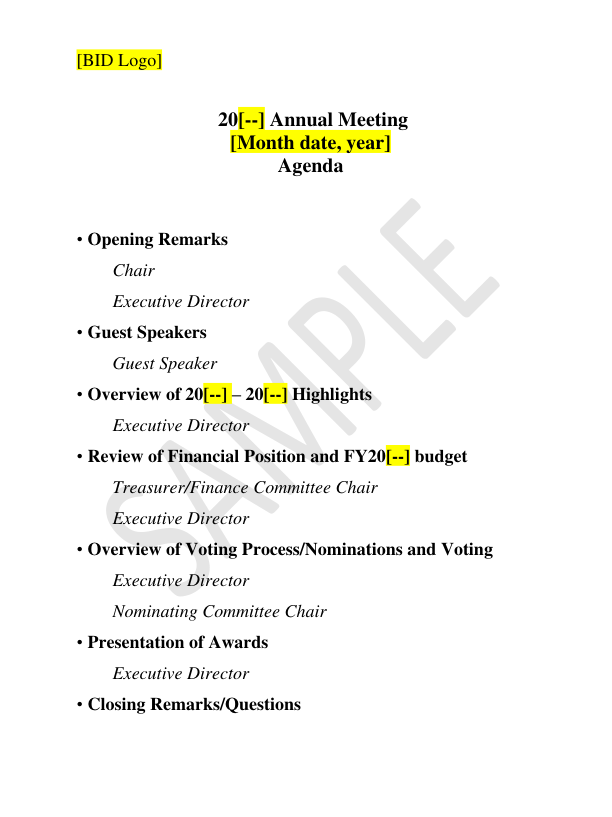 [BID Logo]
20[--] Annual Meeting
[Month date, year]
Agenda
• Opening Remarks
Chair
Executive Director
• Guest Speakers
Guest Speaker
• Overview of 20[--] – 20[--] Highlights
Executive Director
• Review of Financial Position and FY20[--] budget
Treasurer/Finance Committee Chair
Executive Director
• Overview of Voting Process/Nominations and Voting
Executive Director
Nominating Committee Chair
• Presentation of Awards
Executive Director
• Closing Remarks/Questions
SAMPLE